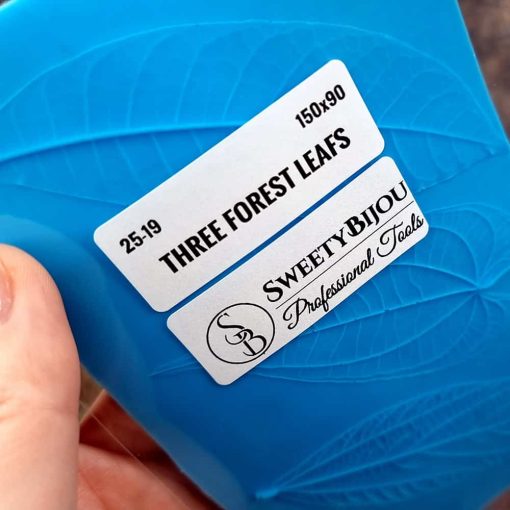 150x90
25-19
THREE FOREST LEAFS
SB
SWEETYBIJOU
Professional Tools